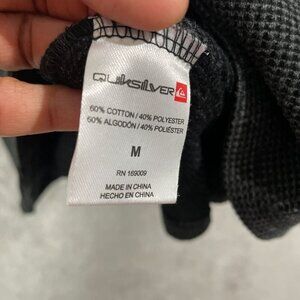 QUIKSILVER
60% COTTON / 40% POLYESTER
60% ALGODÓN / 40% POLIÉSTER
M
RN 169009
MADE IN CHINA
HECHO EN CHINA